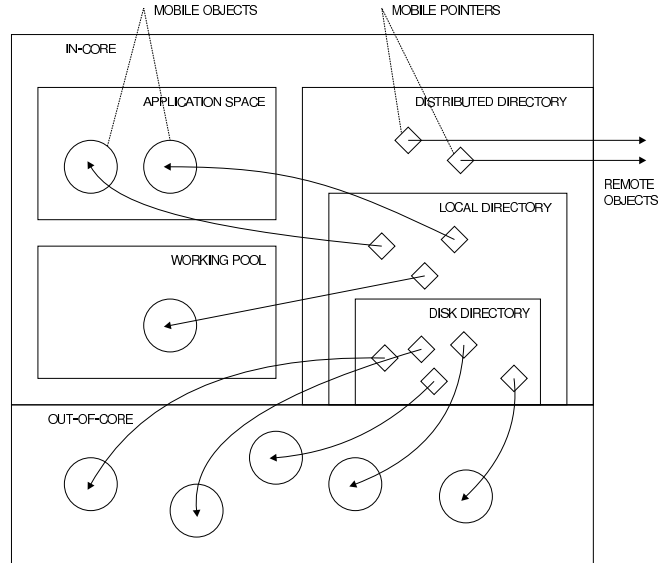 MOBILE OBJECTS
MOBILE POINTERS
IN-CORE
APPLICATION SPACE
DISTRIBUTED DIRECTORY
REMOTE
OBJECTS
LOCAL DIRECTORY
WORKING POOL
DISK DIRECTORY
OUT-OF-CORE